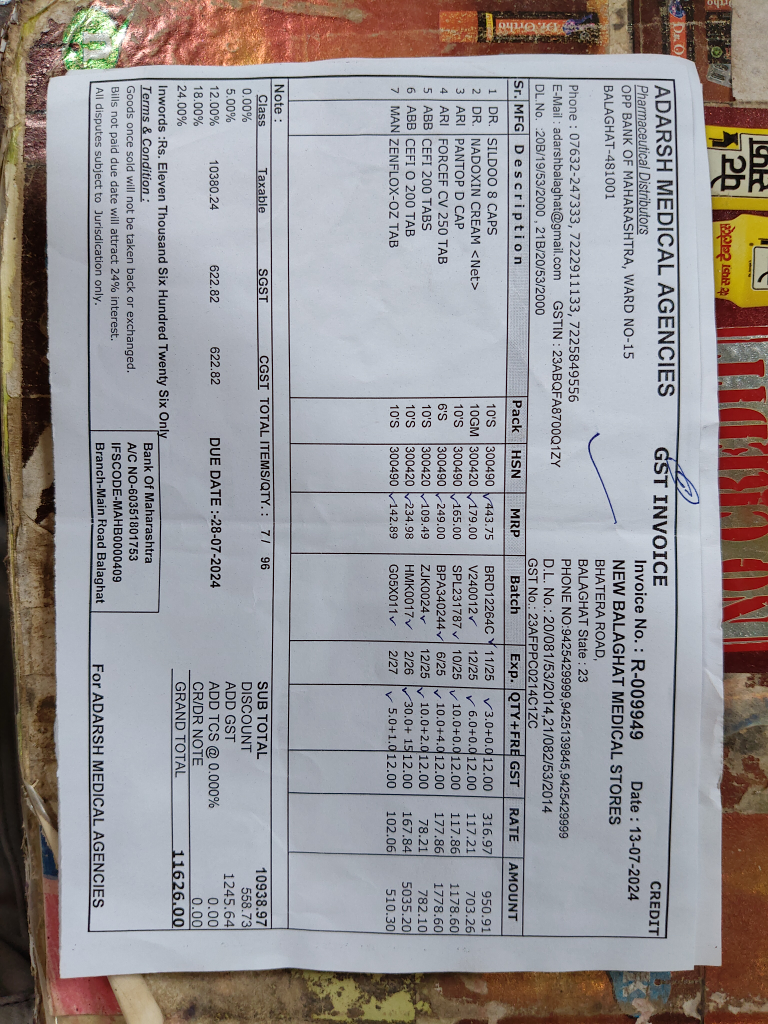 ADARSH MEDICAL AGENCIES
Pharmaceutical Distributors
OPP BANK OF MAHARASHTRA, WARD NO-15
BALAGHAT-481001
Phone : 07632-247333, 7222911133, 7225849556
E-Mail : adarshbalaghat@gmail.com GSTIN : 23ABQFA8700Q1ZY
DL No. :20B/19/53/2000 , 21B/20/53/2000
GST INVOICE
CREDIT
Invoice No. : R-009949 Date : 13-07-2024
NEW BALAGHAT MEDICAL STORES
BHATERA ROAD,
BALAGHAT State : 23
PHONE NO:9425429999,9425139845,9425429999
D.L. No.: 20/081/53/2014,21/082/53/2014
GST No.: 23AFPPC0214C1ZC
Sr. MFG Description Pack HSN MRP Batch Exp. QTY+FRE GST RATE AMOUNT
1 DR. SILDOO 8 CAPS 10'S 300490 443.75 BRD12264C 11/25 3.0+0.0 12.00 316.97 950.91
2 DR. NADOXIN CREAM <Net> 10GM 300420 179.00 V240012 12/25 6.0+0.0 12.00 117.21 703.26
3 ARI PANTOP D CAP 10'S 300490 165.00 SPL231787 10/25 10.0+0.0 12.00 117.86 1178.60
4 ARI FORCEF CV 250 TAB 6'S 300490 249.00 BPA340244 6/25 10.0+4.0 12.00 177.86 1778.60
5 ABB CEFI 200 TABS 10'S 300420 109.49 ZJK0024 12/25 10.0+2.0 12.00 78.21 782.10
6 ABB CEFI O 200 TAB 10'S 300420 234.98 HMK0017 2/26 30.0+ 15 12.00 167.84 5035.20
7 MAN ZENFLOX-OZ TAB 10'S 300490 142.89 G05X011 2/27 5.0+1.0 12.00 102.06 510.30
Note :
Class Taxable SGST CGST TOTAL ITEMS/QTY.: 7/ 96
0.00%
5.00%
12.00% 10380.24 622.82 622.82 DUE DATE :-28-07-2024
18.00%
24.00%
SUB TOTAL 10938.97
DISCOUNT 558.73
ADD GST 1245.64
ADD TCS @ 0.000% 0.00
CR/DR NOTE 0.00
GRAND TOTAL 11626.00
Inwords :Rs. Eleven Thousand Six Hundred Twenty Six Only
Terms & Condition :
Goods once sold will not be taken back or exchanged.
Bills not paid due date will attract 24% interest.
All disputes subject to Jurisdication only.
Bank Of Maharashtra
A/C NO-60351801753
IFSCODE-MAHB0000409
Branch-Main Road Balaghat
For ADARSH MEDICAL AGENCIES
Dr. Ortho